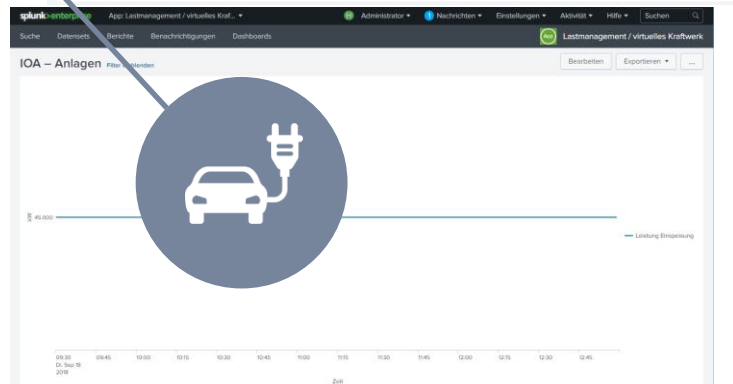 splunk>enterprise App: Lastmanagement / virtuelles Kraf... Administrator Nachrichten Einstellungen Aktivität Hilfe Suchen
Suche Datensets Berichte Benachrichtigungen Dashboards App Lastmanagement / virtuelles Kraftwerk
IOA – Anlagen Filter Bearbeiten Exportieren ...
kW 45.000
Leistung Einspeisung
09:30 09:45 10:00 10:15 10:30 10:45 11:00 11:15 11:30 11:45 12:00 12:15 12:30 12:45
Di. Sep 18
2018
Zeit